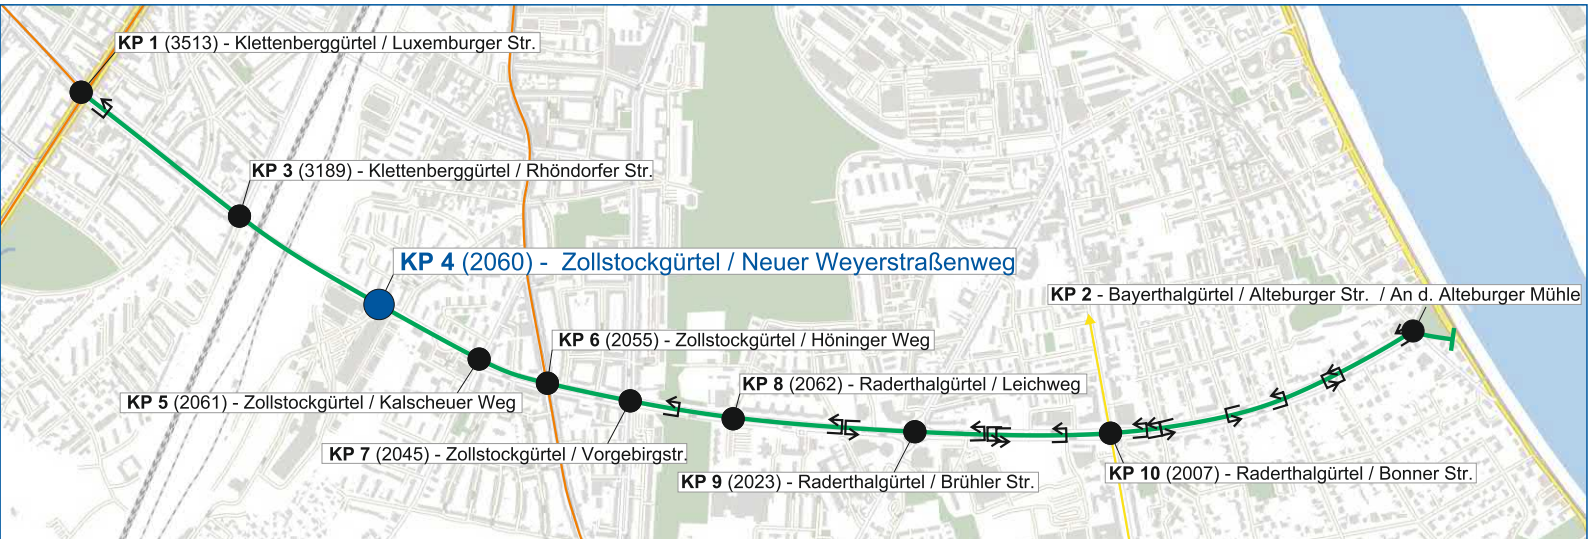 KP 1 (3513) - Klettenberggürtel / Luxemburger Str.
KP 3 (3189) - Klettenberggürtel / Rhöndorfer Str.
KP 4 (2060) - Zollstockgürtel / Neuer Weyerstraßenweg
KP 2 - Bayerthalgürtel / Alteburger Str. / An d. Alteburger Mühle
KP 6 (2055) - Zollstockgürtel / Höninger Weg
KP 8 (2062) - Raderthalgürtel / Leichweg
KP 5 (2061) - Zollstockgürtel / Kalscheuer Weg
KP 7 (2045) - Zollstockgürtel / Vorgebirgstr.
KP 10 (2007) - Raderthalgürtel / Bonner Str.
KP 9 (2023) - Raderthalgürtel / Brühler Str.